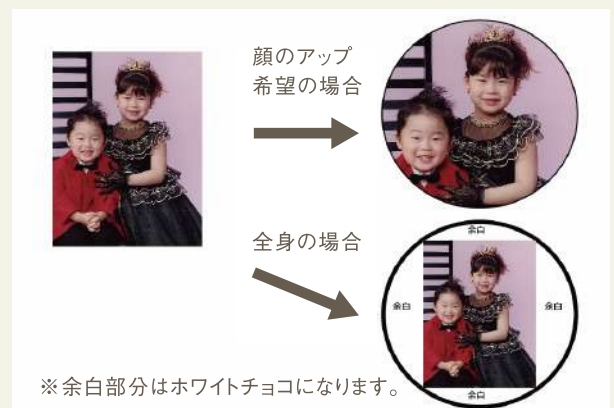 顔のアップ
希望の場合
全身の場合
余白
余白
余白
余白
※余白部分はホワイトチョコになります。